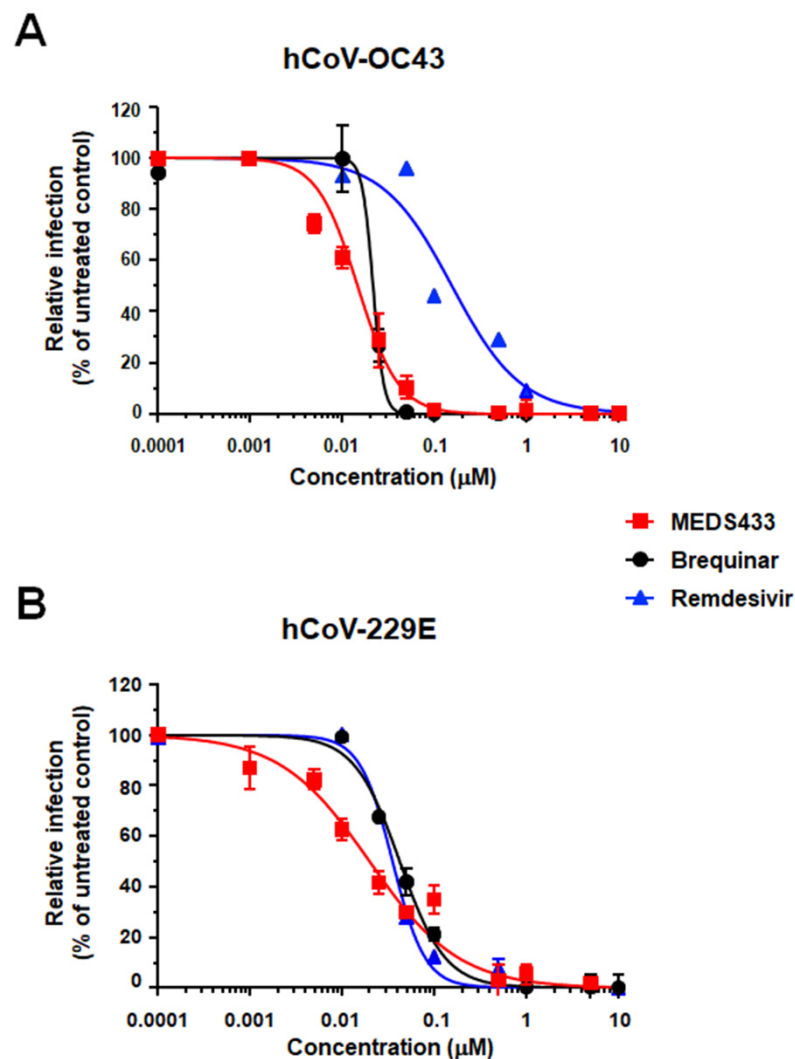 A
hCoV-OC43
Relative infection
(% of untreated control)
120
100
80
60
40
20
0
0.0001
0.001
0.01
0.1
1
10
Concentration (μM)
MEDS433
Brequinar
Remdesivir
B
hCoV-229E
Relative infection
(% of untreated control)
120
100
80
60
40
20
0
0.0001
0.001
0.01
0.1
1
10
Concentration (μM)